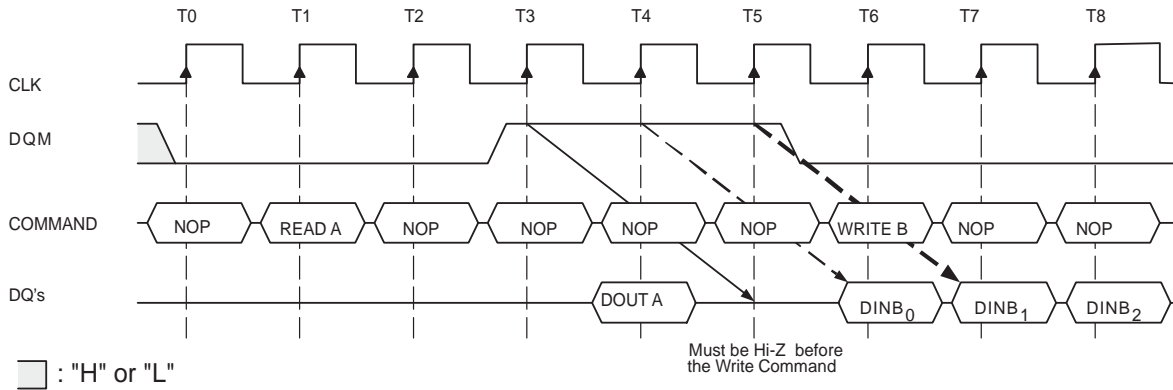 T0 T1 T2 T3 T4 T5 T6 T7 T8
CLK
DQM
COMMAND NOP READ A NOP NOP NOP NOP WRITE B NOP NOP
DQ's DOUT A DINB0 DINB1 DINB2
Must be Hi-Z before
the Write Command
: "H" or "L"